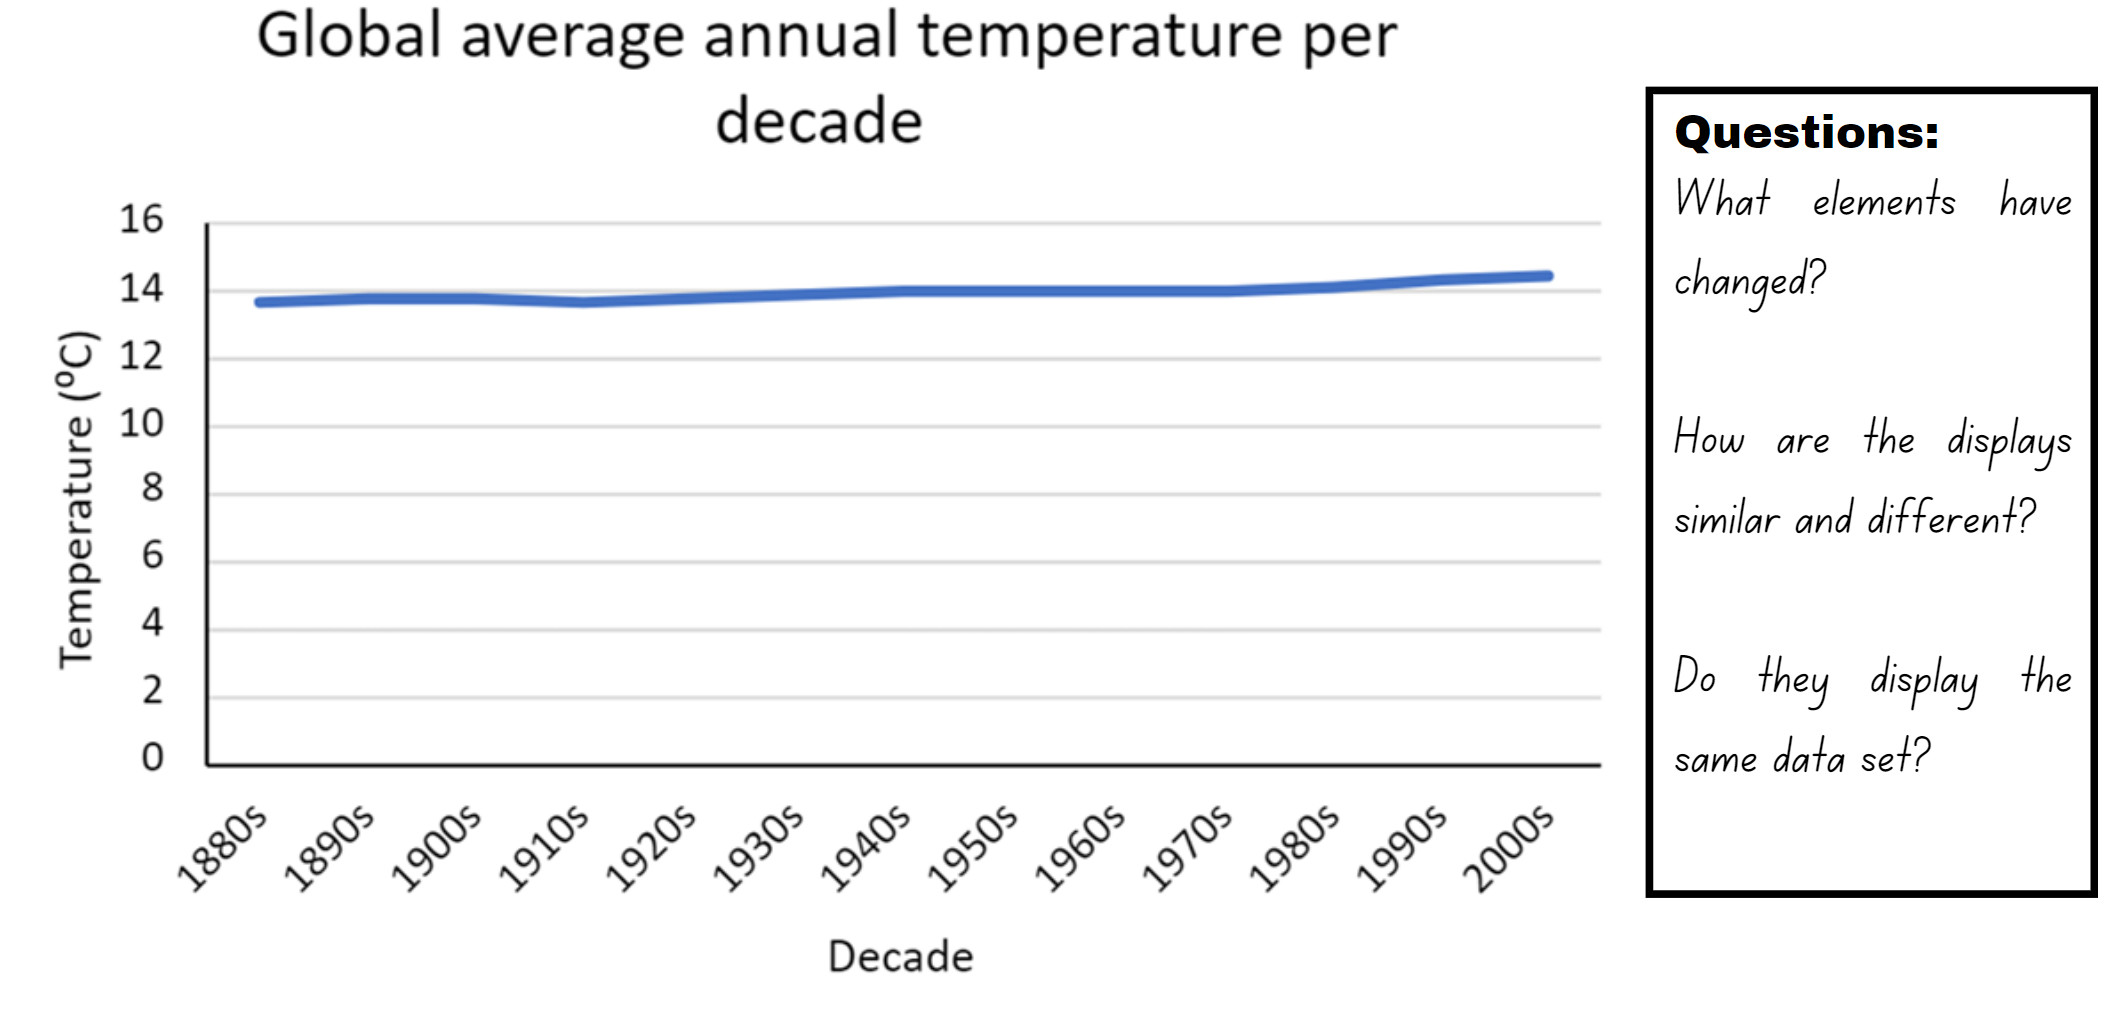 Global average annual temperature per
decade
16
14
12
10
8
6
4
2
0
Temperature (⁰C)
1880s
1890s
1900s
1910s
1920s
1930s
1940s
1950s
1960s
1970s
1980s
1990s
2000s
Decade
Questions:
What elements have
changed?
How are the displays
similar and different?
Do they display the
same data set?